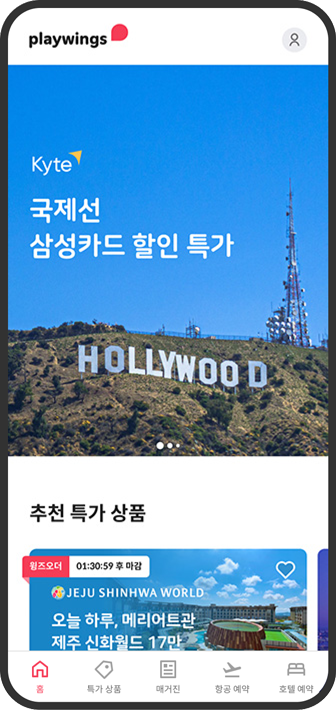 playwings
Kyte
국제선
삼성카드 할인 특가
HOLLYWOOD
추천 특가 상품
윙즈오더 01:30:59 후 마감
JEJU SHINHWA WORLD
오늘 하루, 메리어트관
제주 신화월드 17만
홈 특가 상품 매거진 항공 예약 호텔 예약